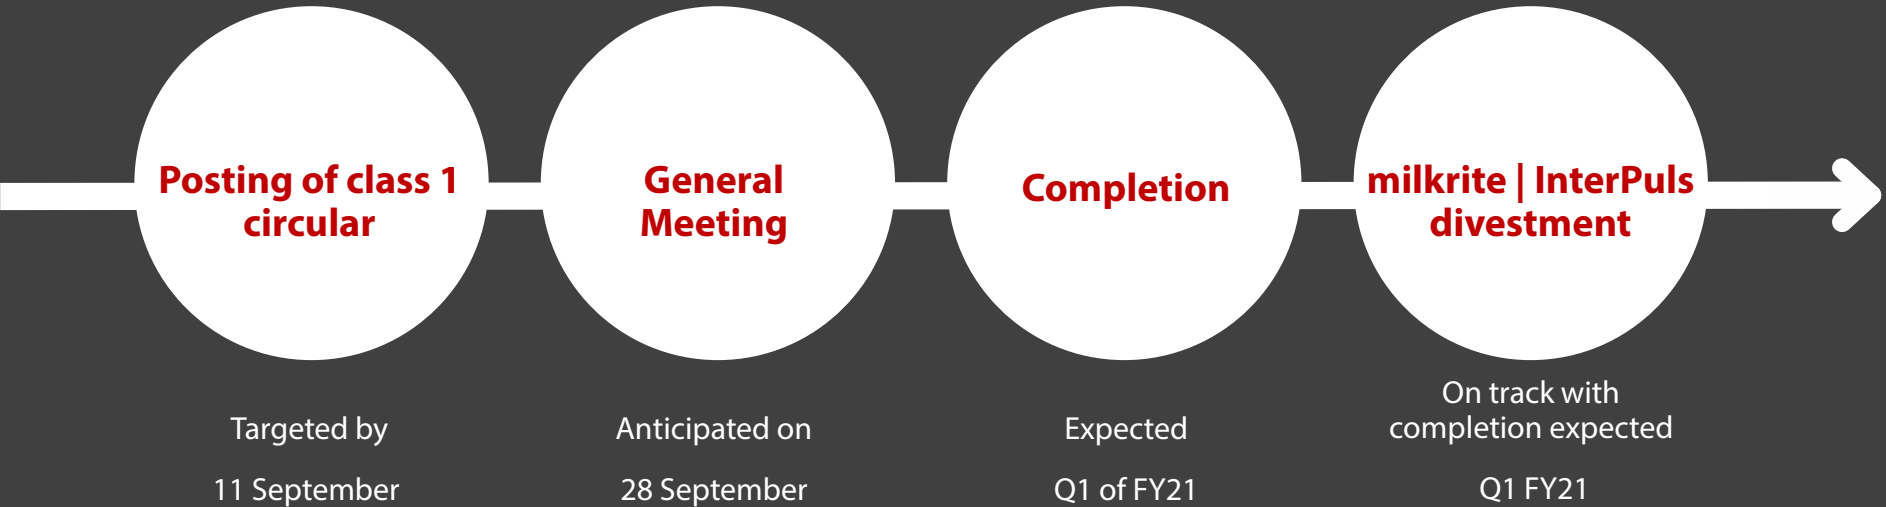 Posting of class 1
circular
Targeted by
11 September
General
Meeting
Anticipated on
28 September
Completion
Expected
Q1 of FY21
milkrite | InterPuls
divestment
On track with
completion expected
Q1 FY21